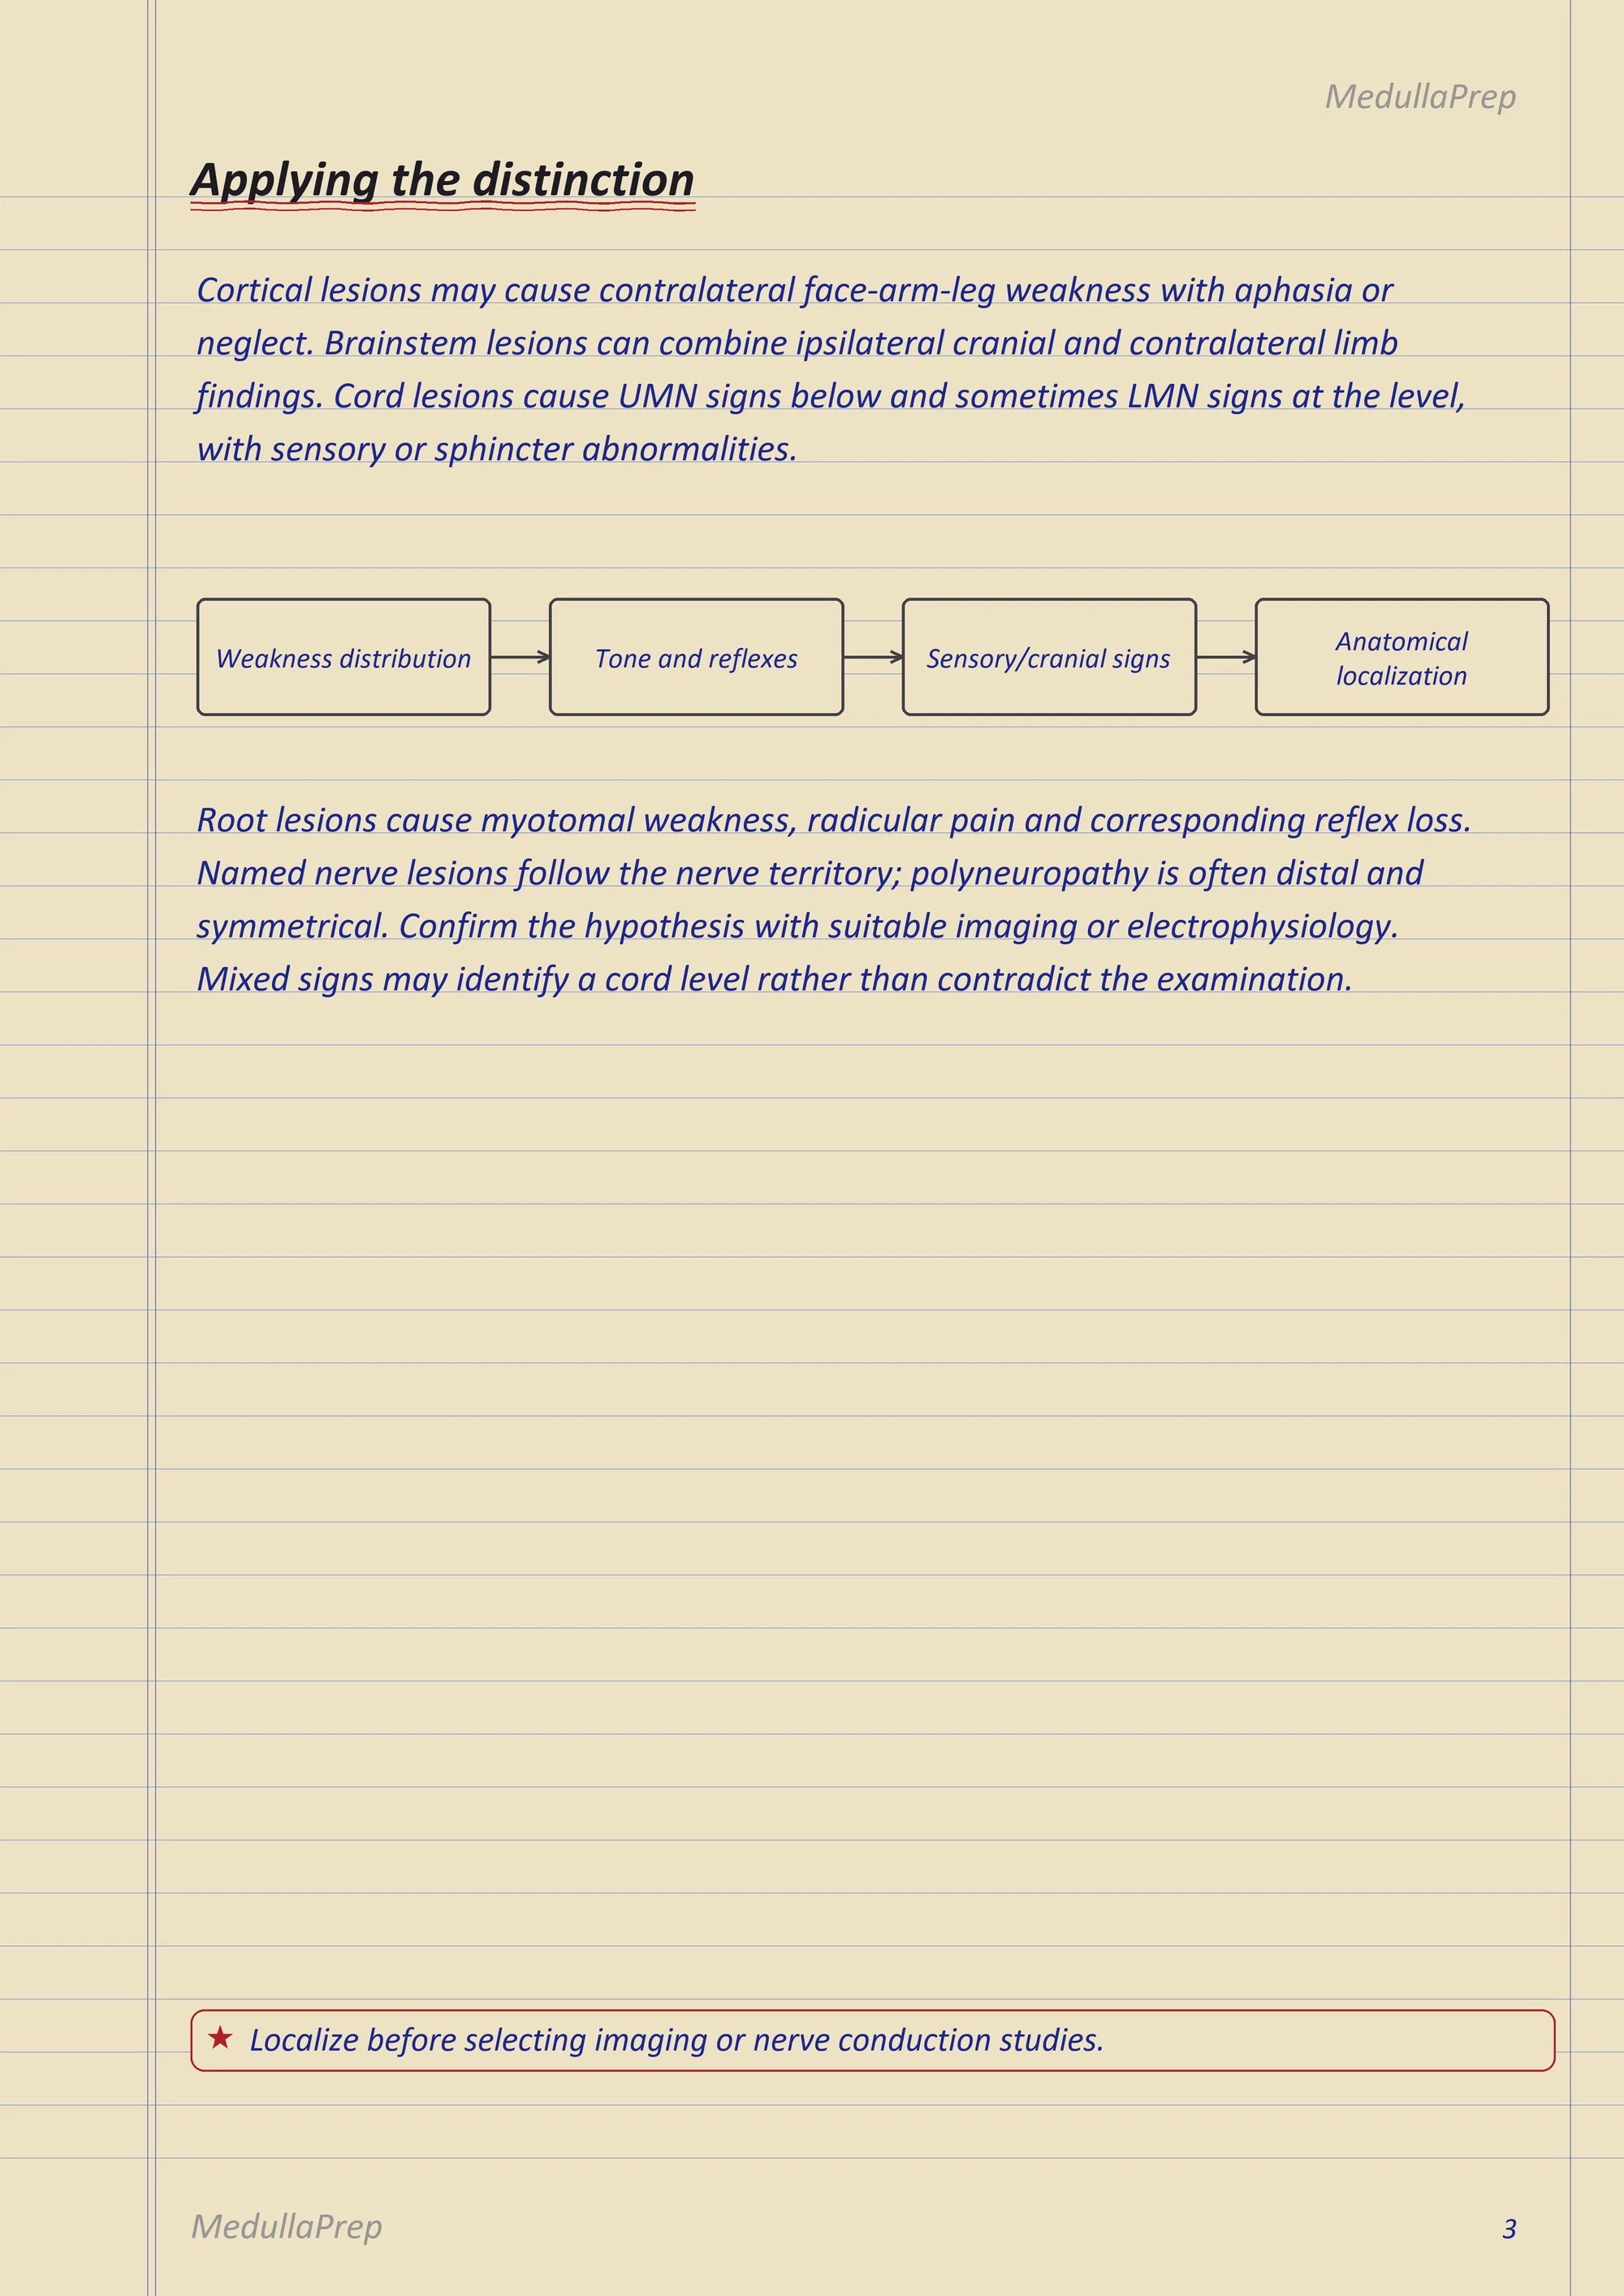 MedullaPrep
Applying the distinction
Cortical lesions may cause contralateral face-arm-leg weakness with aphasia or
neglect. Brainstem lesions can combine ipsilateral cranial and contralateral limb
findings. Cord lesions cause UMN signs below and sometimes LMN signs at the level,
with sensory or sphincter abnormalities.
Weakness distribution
Tone and reflexes
Sensory/cranial signs
Anatomical
localization
Root lesions cause myotomal weakness, radicular pain and corresponding reflex loss.
Named nerve lesions follow the nerve territory; polyneuropathy is often distal and
symmetrical. Confirm the hypothesis with suitable imaging or electrophysiology.
Mixed signs may identify a cord level rather than contradict the examination.
★ Localize before selecting imaging or nerve conduction studies.
MedullaPrep
3